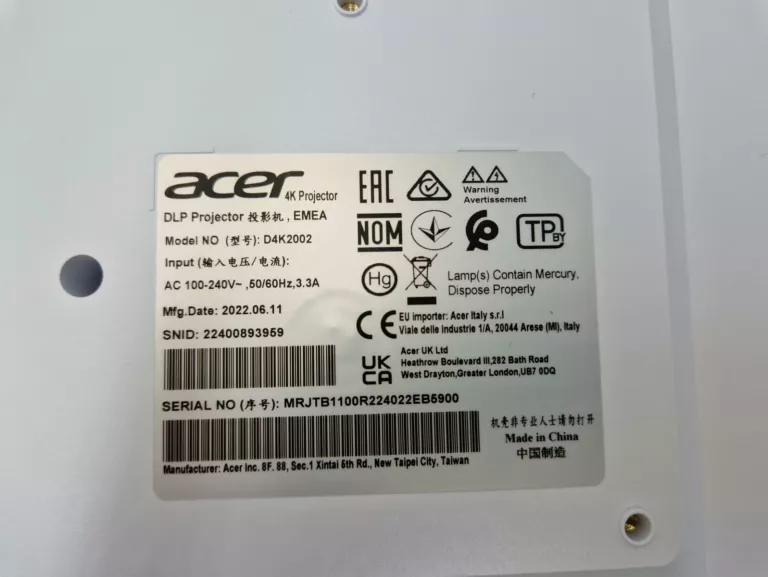 acer 4K Projector
DLP Projector 投影机, EMEA
Model NO (型号): D4K2002
Input (输入电压/电流):
AC 100-240V~ ,50/60Hz,3.3A
Mfg.Date: 2022.06.11
SNID: 22400893959
SERIAL NO (序号): MRJTB1100R224022EB5900
Manufacturer: Acer Inc. 8F. 88, Sec.1 Xintai 5th Rd., New Taipei City, Taiwan
EAC
Warning
Avertissement
NOM
TP BY
Hg
Lamp(s) Contain Mercury,
Dispose Properly
CE
EU importer: Acer Italy s.r.l
Viale delle Industrie 1/A, 20044 Arese (MI), Italy
UK
CA
Acer UK Ltd
Heathrow Boulevard III,282 Bath Road
West Drayton,Greater London,UB7 0DQ
机壳非专业人士请勿打开
Made in China
中国制造